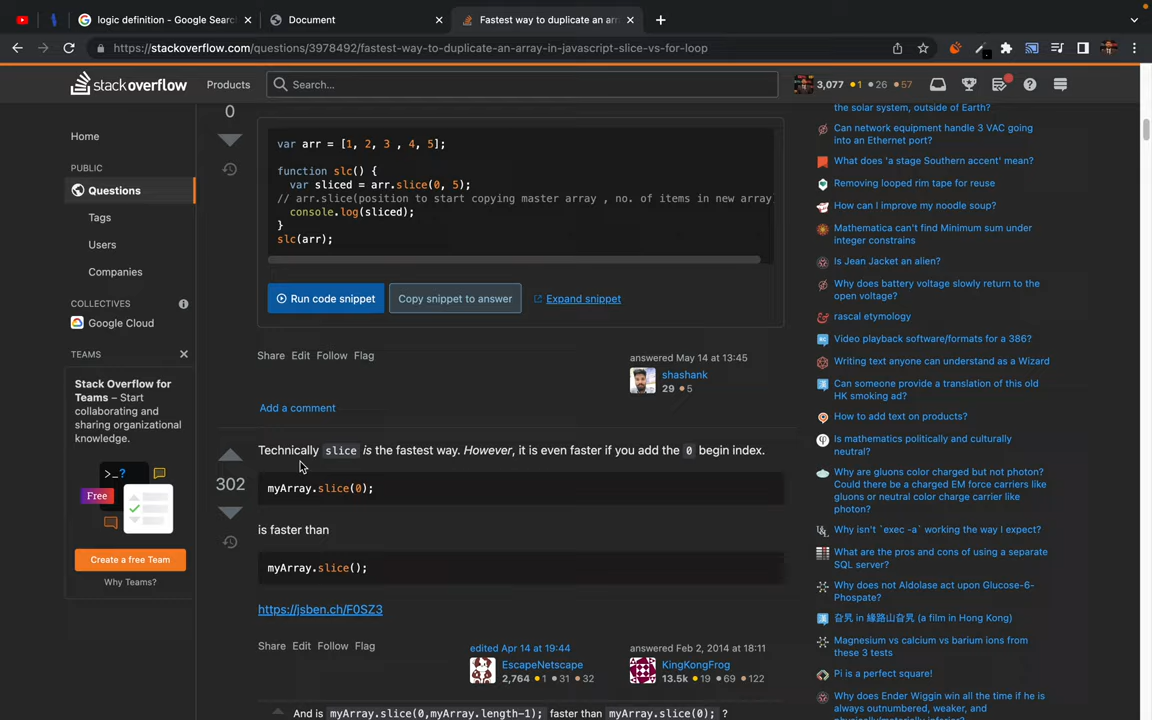 logic definition - Google Sear
Document
Fastest way to duplicate an arr
https://stackoverflow.com/questions/3978492/fastest-way-to-duplicate-an-array-in-javascript-slice-vs-for-loop
stackoverflow
Products
Search...
3,077 1 26 57
Home
PUBLIC
Questions
Tags
Users
Companies
COLLECTIVES
Google Cloud
TEAMS
Stack Overflow for
Teams – Start
collaborating and
sharing organizational
knowledge.
>_?
Free
Create a free Team
Why Teams?
0
var arr = [1, 2, 3 , 4, 5];
function slc() {
var sliced = arr.slice(0, 5);
// arr.slice(position to start copying master array , no. of items in new array
console.log(sliced);
}
slc(arr);
Run code snippet
Copy snippet to answer
Expand snippet
Share Edit Follow Flag
answered May 14 at 13:45
shashank
29 5
Add a comment
302
Technically slice is the fastest way. However, it is even faster if you add the 0 begin index.
myArray.slice(0);
is faster than
myArray.slice();
https://jsben.ch/F0SZ3
Share Edit Follow Flag
edited Apr 14 at 19:44
EscapeNetscape
2,764 1 31 32
answered Feb 2, 2014 at 18:11
KingKongFrog
13.5k 19 69 122
And is myArray.slice(0,myArray.length-1); faster than myArray.slice(0); ?
the solar system, outside of Earth?
Can network equipment handle 3 VAC going
into an Ethernet port?
What does 'a stage Southern accent' mean?
Removing looped rim tape for reuse
How can I improve my noodle soup?
Mathematica can't find Minimum sum under
integer constrains
Is Jean Jacket an alien?
Why does battery voltage slowly return to the
open voltage?
rascal etymology
Video playback software/formats for a 386?
Writing text anyone can understand as a Wizard
Can someone provide a translation of this old
HK smoking ad?
How to add text on products?
Is mathematics politically and culturally
neutral?
Why are gluons color charged but not photon?
Could there be a charged EM force carriers like
gluons or neutral color charge carrier like
photon?
Why isn't `exec -a` working the way I expect?
What are the pros and cons of using a separate
SQL server?
Why does not Aldolase act upon Glucose-6-
Phospate?
in 緣路山旮旯 (a film in Hong Kong)
Magnesium vs calcium vs barium ions from
these 3 tests
Pi is a perfect square!
Why does Ender Wiggin win all the time if he is
always outnumbered, weaker, and